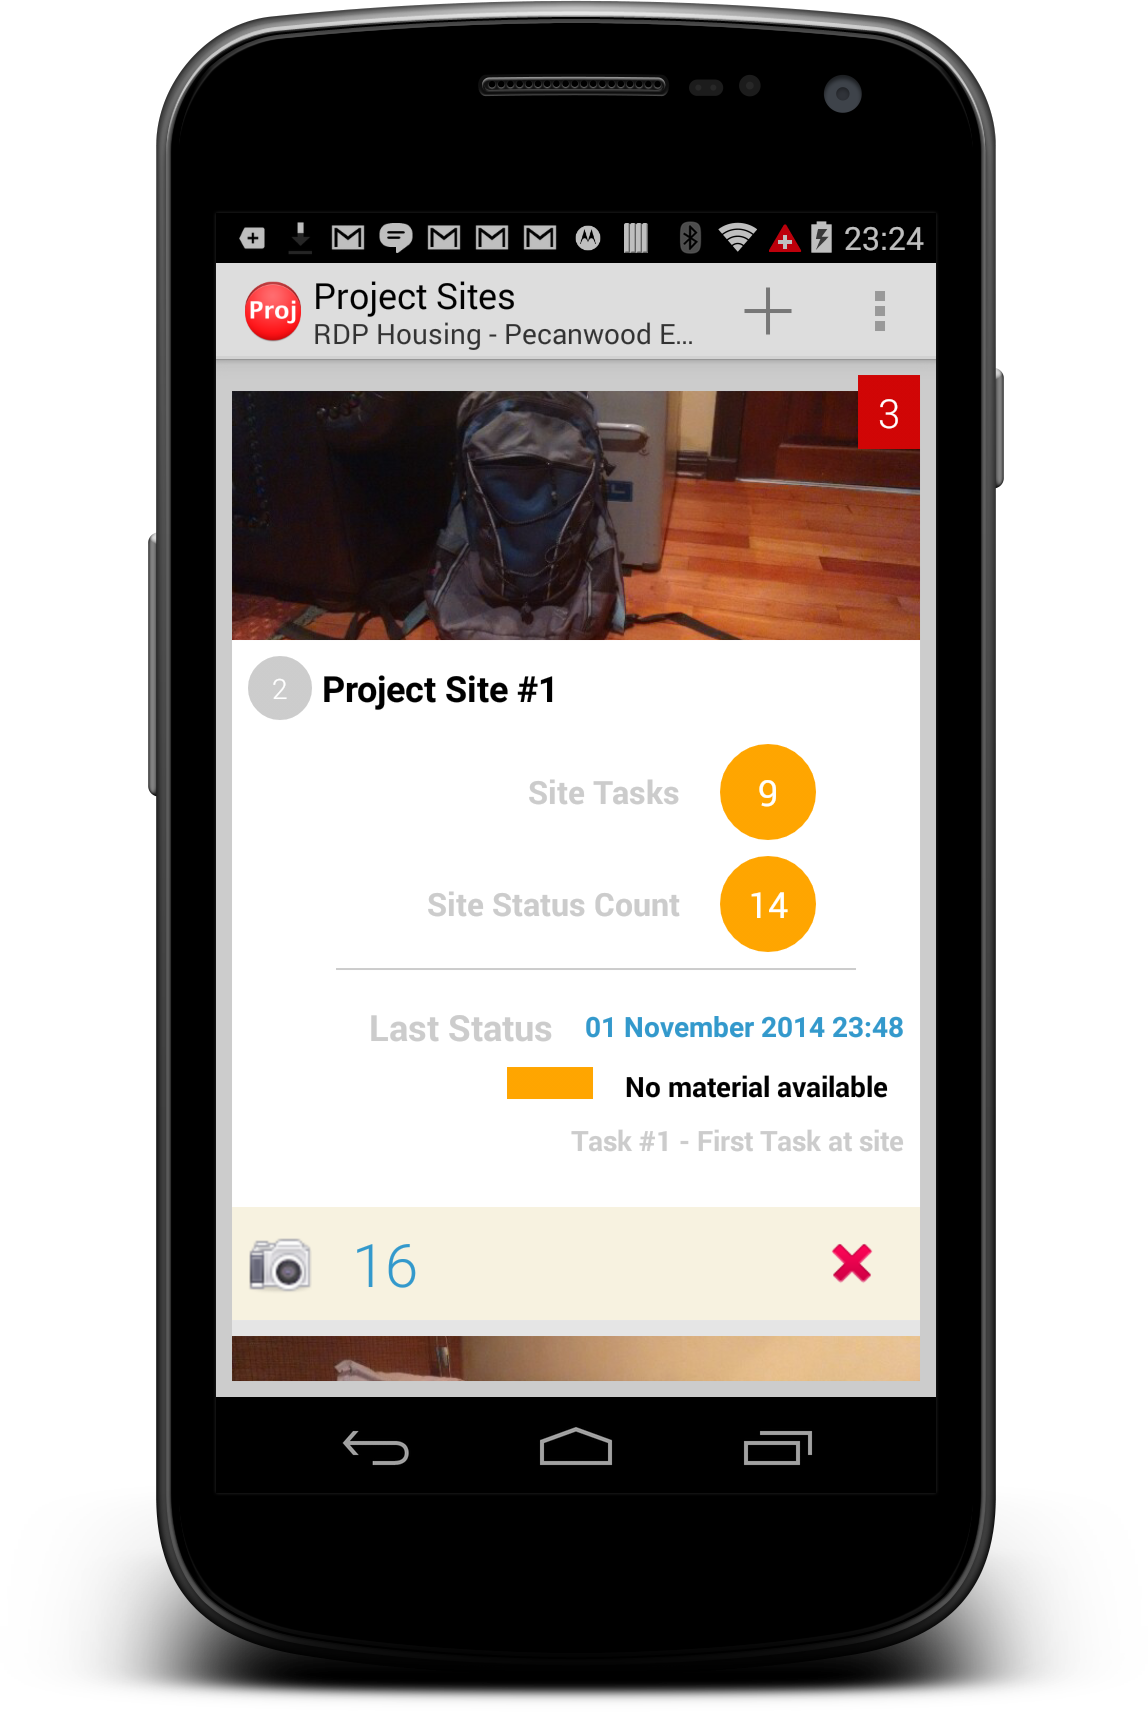 23:24
Proj
Project Sites
RDP Housing - Pecanwood E...
3
2
Project Site #1
Site Tasks
9
Site Status Count
14
Last Status
01 November 2014 23:48
No material available
Task #1 - First Task at site
16